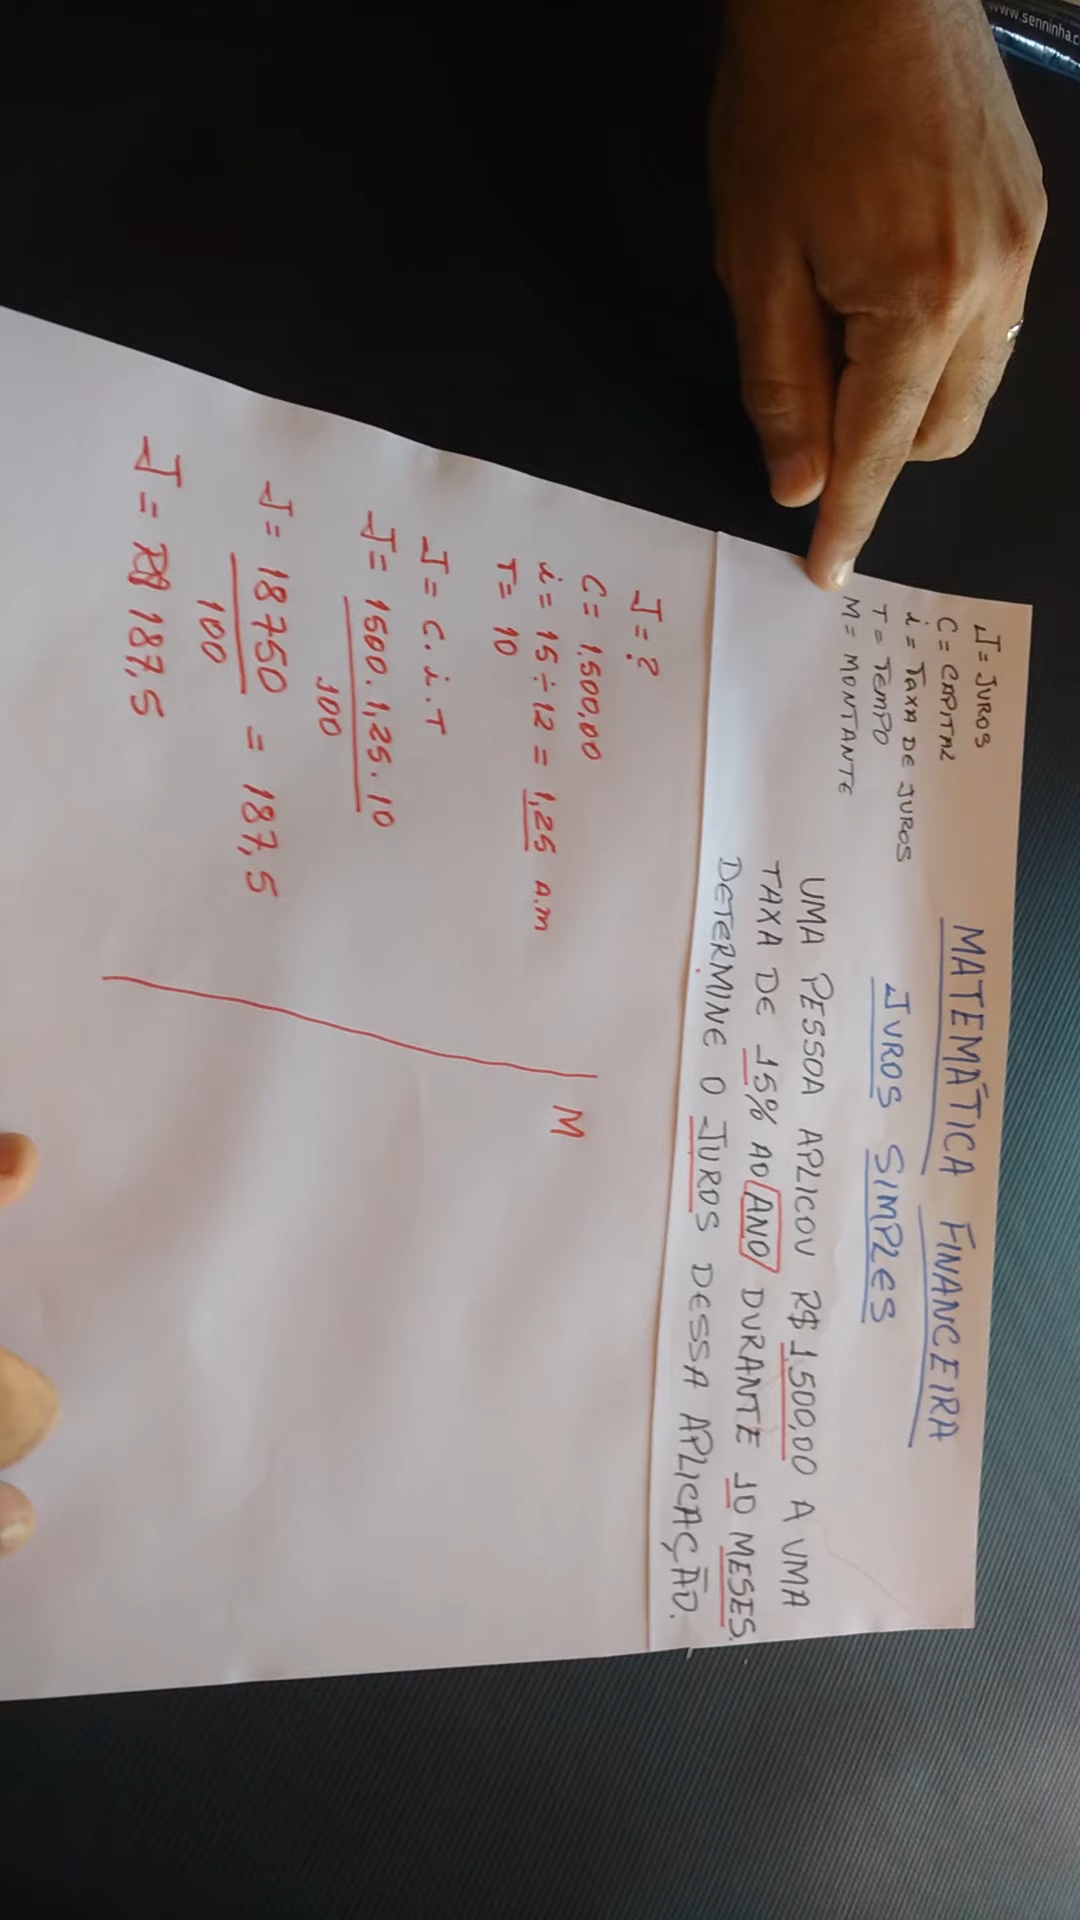 www.senninha.c
MATEMÁTICA FINANCEIRA
JUROS SIMPLES
J = JUROS
C = CAPITAL
i = TAXA DE JUROS
T = TEMPO
M = MONTANTE
UMA PESSOA APLICOU R$ 1.500,00 A UMA
TAXA DE 15% AO ANO DURANTE 10 MESES.
DETERMINE O JUROS DESSA APLICAÇÃO.
J = ?
C = 1.500,00
i = 15 ÷ 12 = 1,25 a.m
T = 10
J = C. i. T
J = 1500. 1,25. 10
100
J = 18750 = 187,5
100
J = R$ 187,5
M